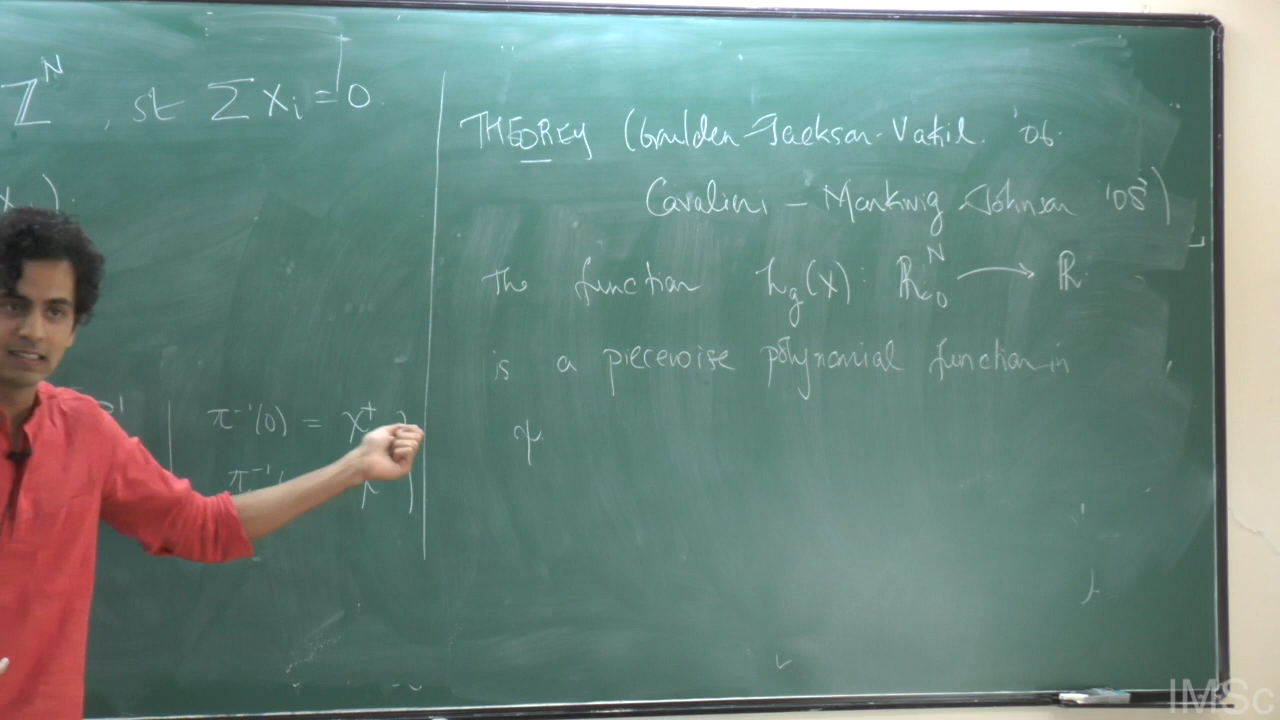 ℤ^N, st ∑ x_i = 0.
x ).
THEOREY (Goulden-Jackson-Vakil. '06.
Cavalieri - Markwig - Johnson '08)
The function h_g(x): ℝ^N_0 → ℝ.
is a piecewise polynomial function in
x.
π^{-1}(0) = x^+
π^{-1}(
IMSc